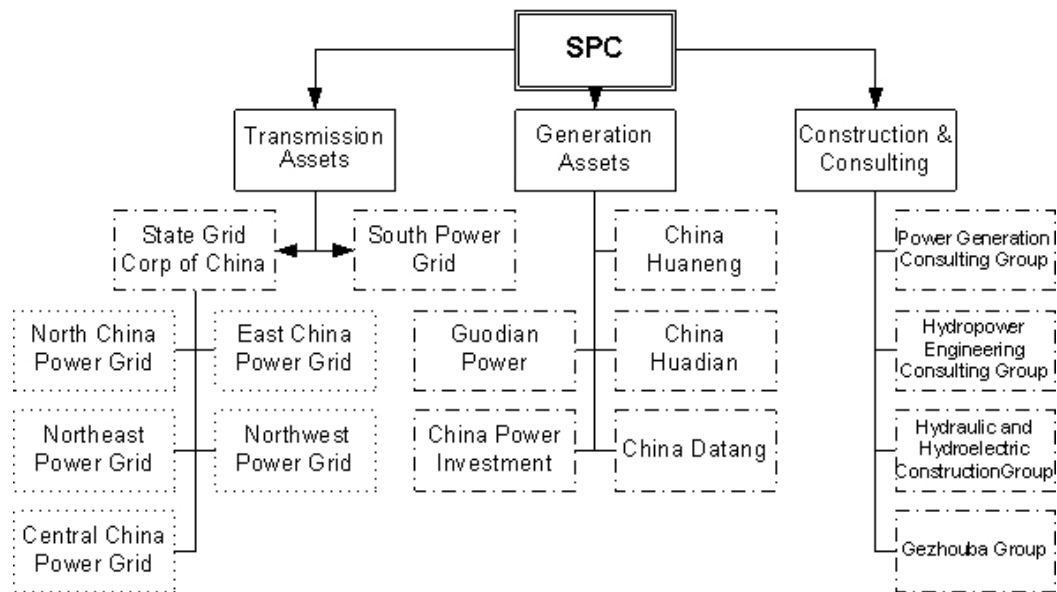 SPC
Transmission
Assets
Generation
Assets
Construction &
Consulting
State Grid
Corp of China
South Power
Grid
China
Huaneng
Power Generation
Consulting Group
North China
Power Grid
East China
Power Grid
Guodian
Power
China
Huadian
Hydropower
Engineering
Consulting Group
Northeast
Power Grid
Northwest
Power Grid
China Power
Investment
China Datang
Hydraulic and
Hydroelectric
ConstructionGroup
Central China
Power Grid
Gezhouba Group